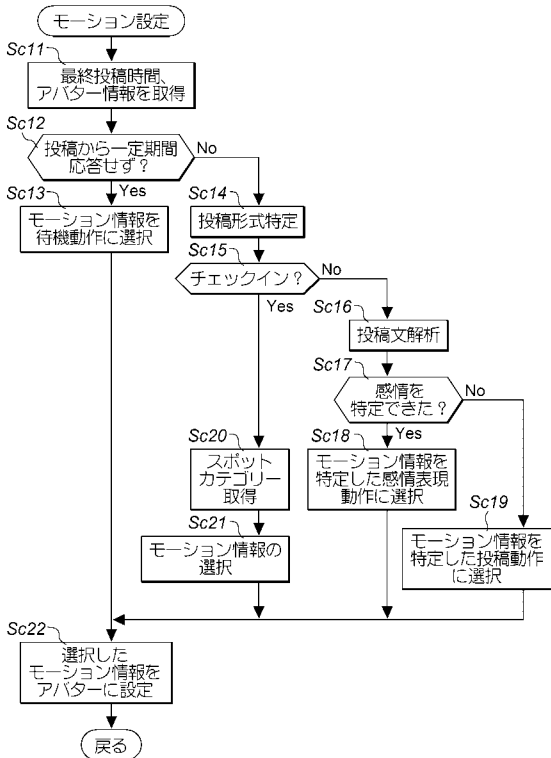 モーション設定
Sc11
最終投稿時間、
アバター情報を取得
Sc12
投稿から一定期間
応答せず？
No
Yes
Sc13
モーション情報を
待機動作に選択
Sc14
投稿形式特定
Sc15
チェックイン？
No
Yes
Sc16
投稿文解析
Sc17
感情を
特定できた？
No
Yes
Sc18
モーション情報を
特定した感情表現
動作に選択
Sc19
モーション情報を
特定した投稿動作
に選択
Sc20
スポット
カテゴリー
取得
Sc21
モーション情報の
選択
Sc22
選択した
モーション情報を
アバターに設定
戻る